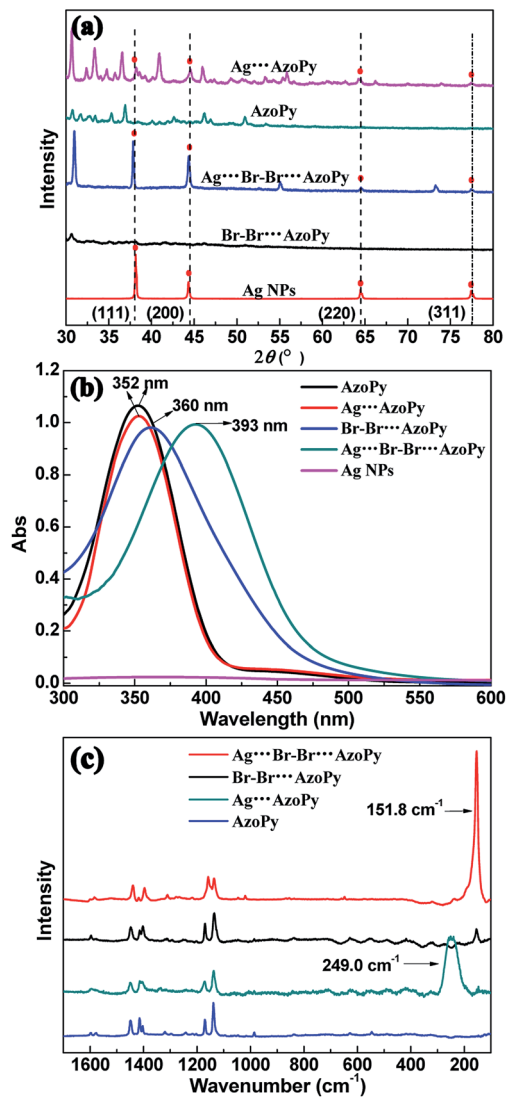 (a)
Ag•••AzoPy
AzoPy
Ag•••Br-Br•••AzoPy
Br-Br•••AzoPy
Ag NPs
(111) (200) (220) (311)
Intensity
30 35 40 45 50 55 60 65 70 75 80
2θ(°)
(b)
352 nm
360 nm
393 nm
AzoPy
Ag•••AzoPy
Br-Br•••AzoPy
Ag•••Br-Br•••AzoPy
Ag NPs
Abs
1.2
1.0
0.8
0.6
0.4
0.2
0.0
300 350 400 450 500 550 600
Wavelength (nm)
(c)
Ag•••Br-Br•••AzoPy
Br-Br•••AzoPy
Ag•••AzoPy
AzoPy
151.8 cm-1
249.0 cm-1
Intensity
1600 1400 1200 1000 800 600 400 200
Wavenumber (cm-1)